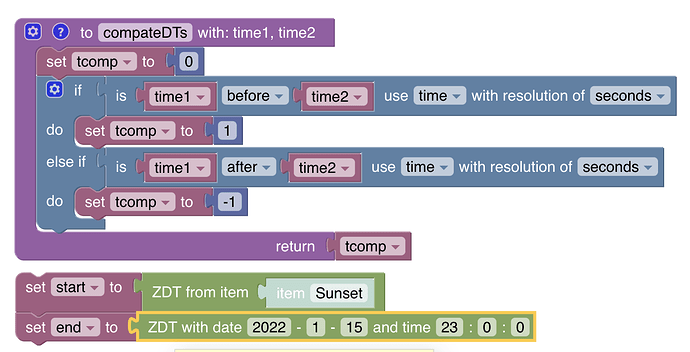 to compateDTs with: time1, time2
set tcomp to 0
if is time1 before time2 use time with resolution of seconds
do set tcomp to 1
else if is time1 after time2 use time with resolution of seconds
do set tcomp to -1
return tcomp
set start to ZDT from item item Sunset
set end to ZDT with date 2022 - 1 - 15 and time 23 : 0 : 0